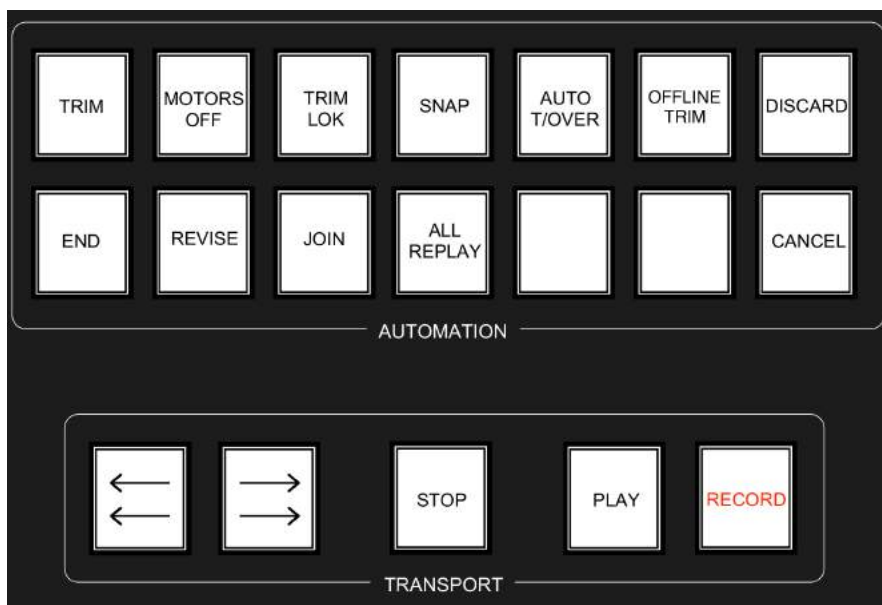 TRIM
MOTORS
OFF
TRIM
LOK
SNAP
AUTO
T/OVER
OFFLINE
TRIM
DISCARD
END
REVISE
JOIN
ALL
REPLAY
CANCEL
AUTOMATION
STOP
PLAY
RECORD
TRANSPORT